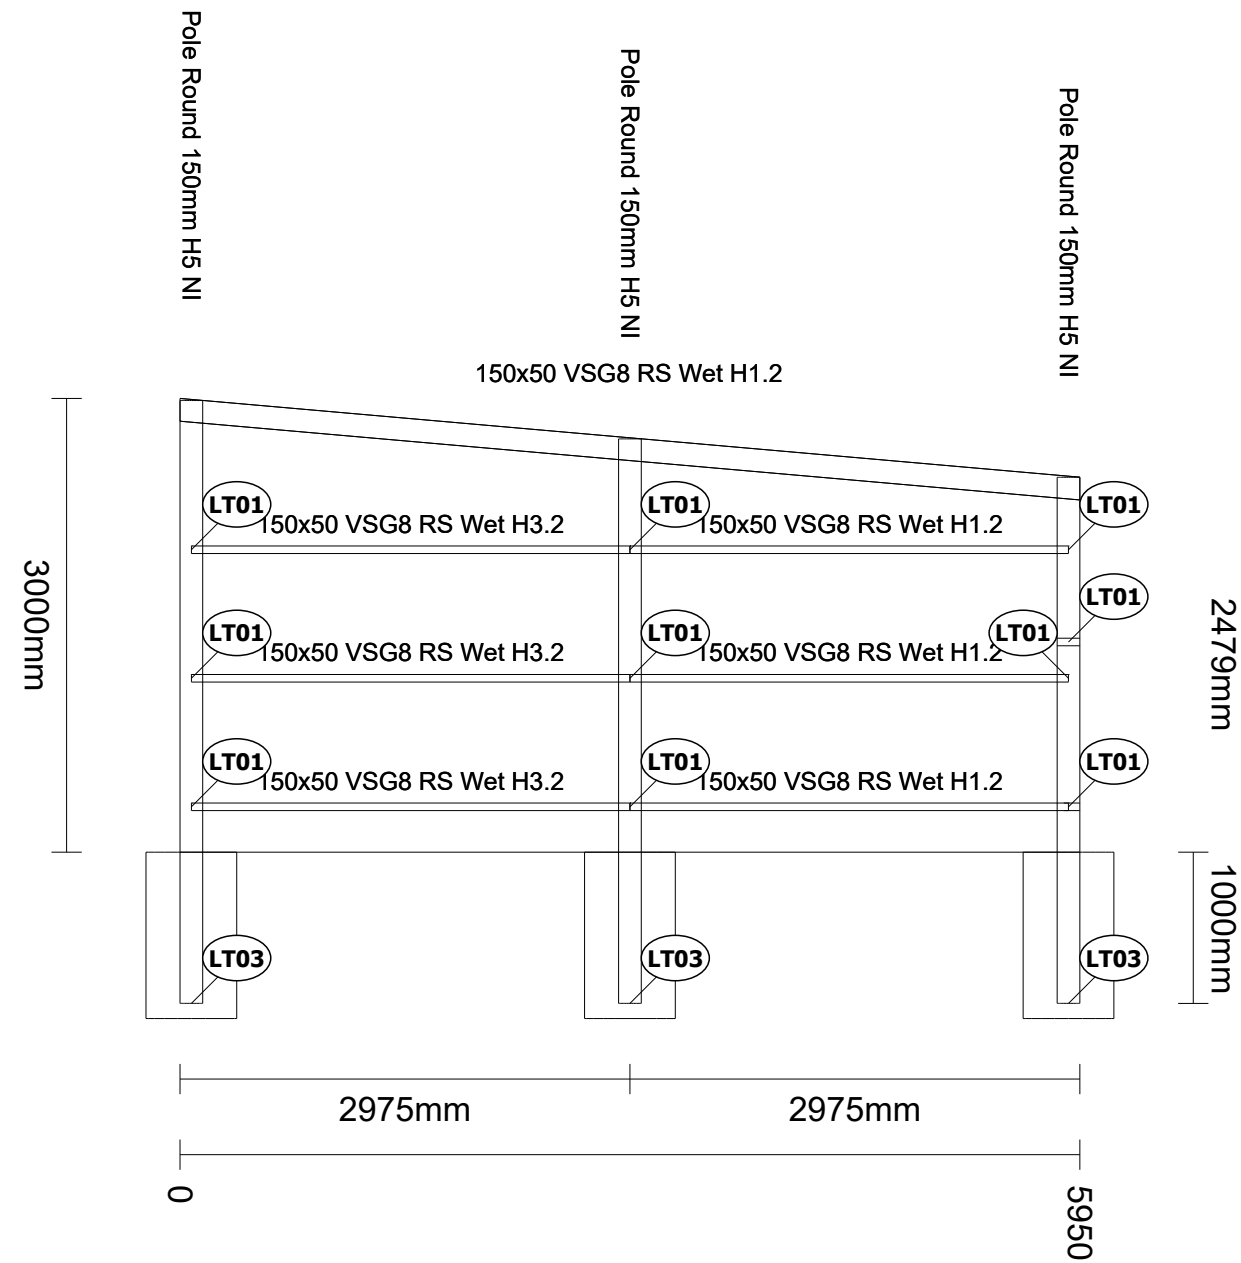 Pole Round 150mm H5 NI
Pole Round 150mm H5 NI
Pole Round 150mm H5 NI
150x50 VSG8 RS Wet H1.2
LT01
LT01
LT01
150x50 VSG8 RS Wet H3.2
150x50 VSG8 RS Wet H1.2
LT01
3000mm
2479mm
LT01
LT01
LT01
150x50 VSG8 RS Wet H3.2
150x50 VSG8 RS Wet H1.2
LT01
LT01
LT01
150x50 VSG8 RS Wet H3.2
150x50 VSG8 RS Wet H1.2
1000mm
LT03
LT03
LT03
2975mm
2975mm
0
5950